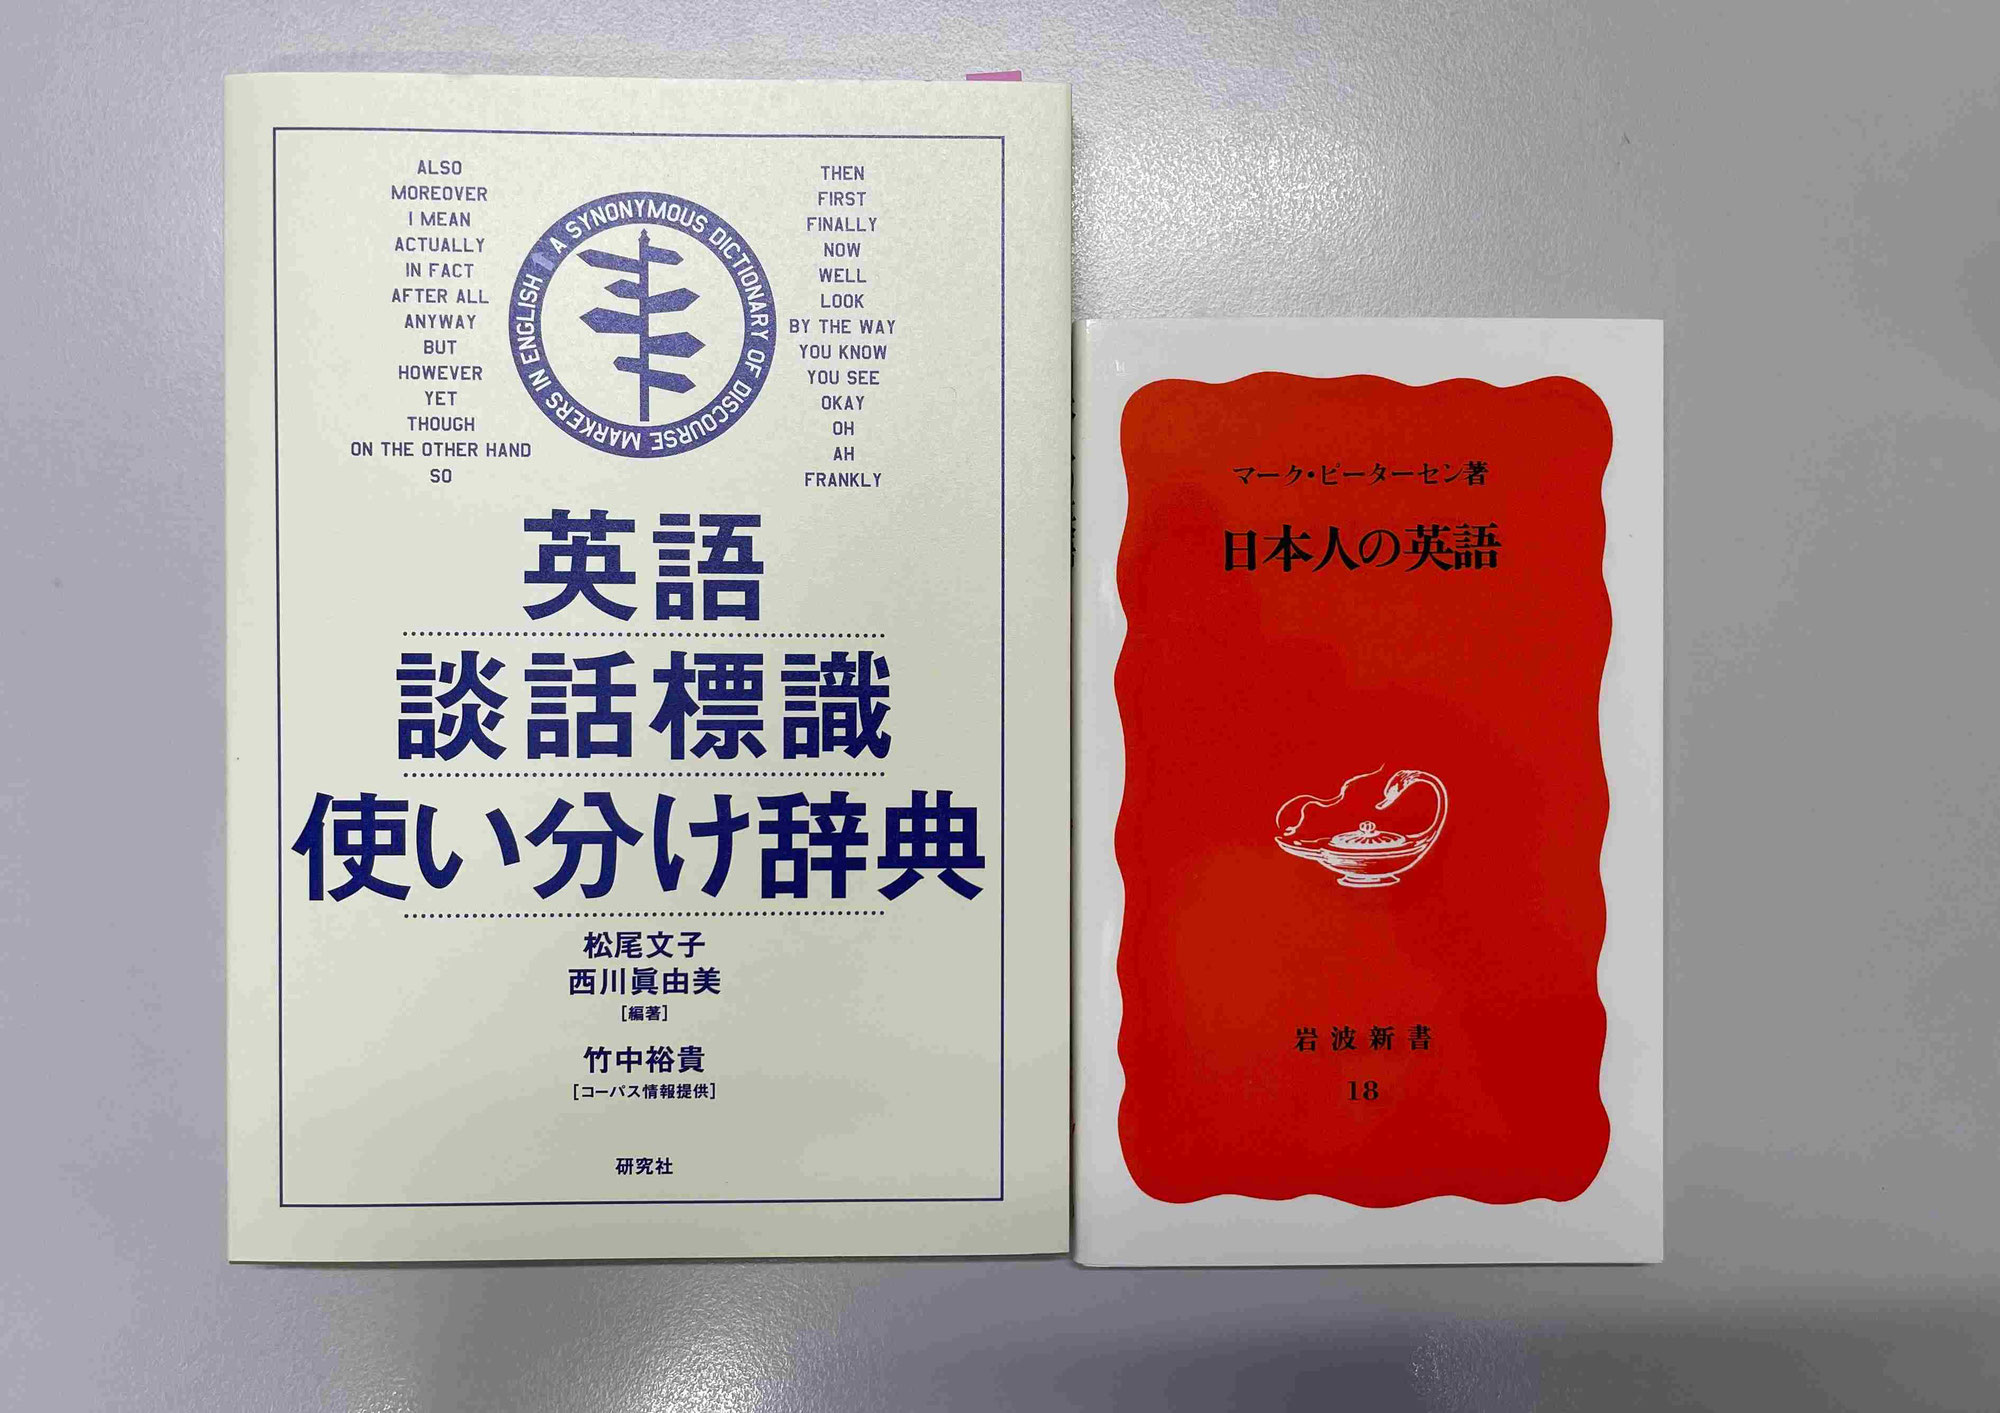 ALSO
MOREOVER
I MEAN
ACTUALLY
IN FACT
AFTER ALL
ANYWAY
BUT
HOWEVER
YET
THOUGH
ON THE OTHER HAND
SO
A SYNONYMOUS DICTIONARY OF DISCOURSE MARKERS IN ENGLISH
THEN
FIRST
FINALLY
NOW
WELL
LOOK
BY THE WAY
YOU KNOW
YOU SEE
OKAY
OH
AH
FRANKLY
英語
談話標識
使い分け辞典
松尾文子
西川眞由美
[編著]
竹中裕貴
[コーパス情報提供]
研究社
マーク・ピーターセン著
日本人の英語
岩波新書
18